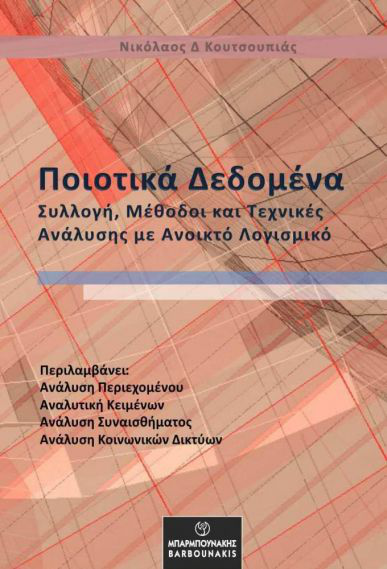 Νικόλαος Δ Κουτσουπιάς
Ποιοτικά Δεδομένα
Συλλογή, Μέθοδοι και Τεχνικές
Ανάλυσης με Ανοικτό Λογισμικό
Περιλαμβάνει:
Ανάλυση Περιεχομένου
Αναλυτική Κειμένων
Ανάλυση Συναισθήματος
Ανάλυση Κοινωνικών Δικτύων
ΜΠΑΡΜΠΟΥΝΑΚΗΣ
BARBOUNAKIS